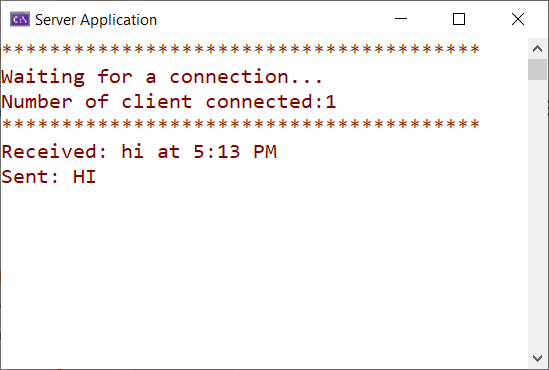 Server Application
****************************************
Waiting for a connection...
Number of client connected:1
****************************************
Received: hi at 5:13 PM
Sent: HI